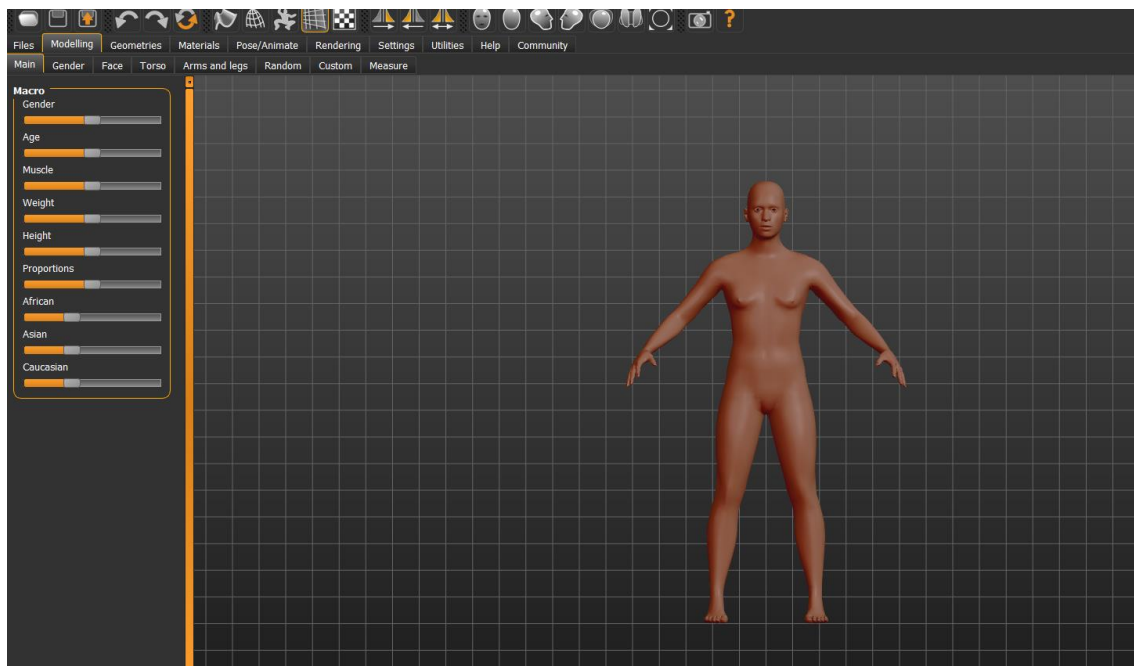 Files Modelling Geometries Materials Pose/Animate Rendering Settings Utilities Help Community
Main Gender Face Torso Arms and legs Random Custom Measure
Macro
Gender
Age
Muscle
Weight
Height
Proportions
African
Asian
Caucasian